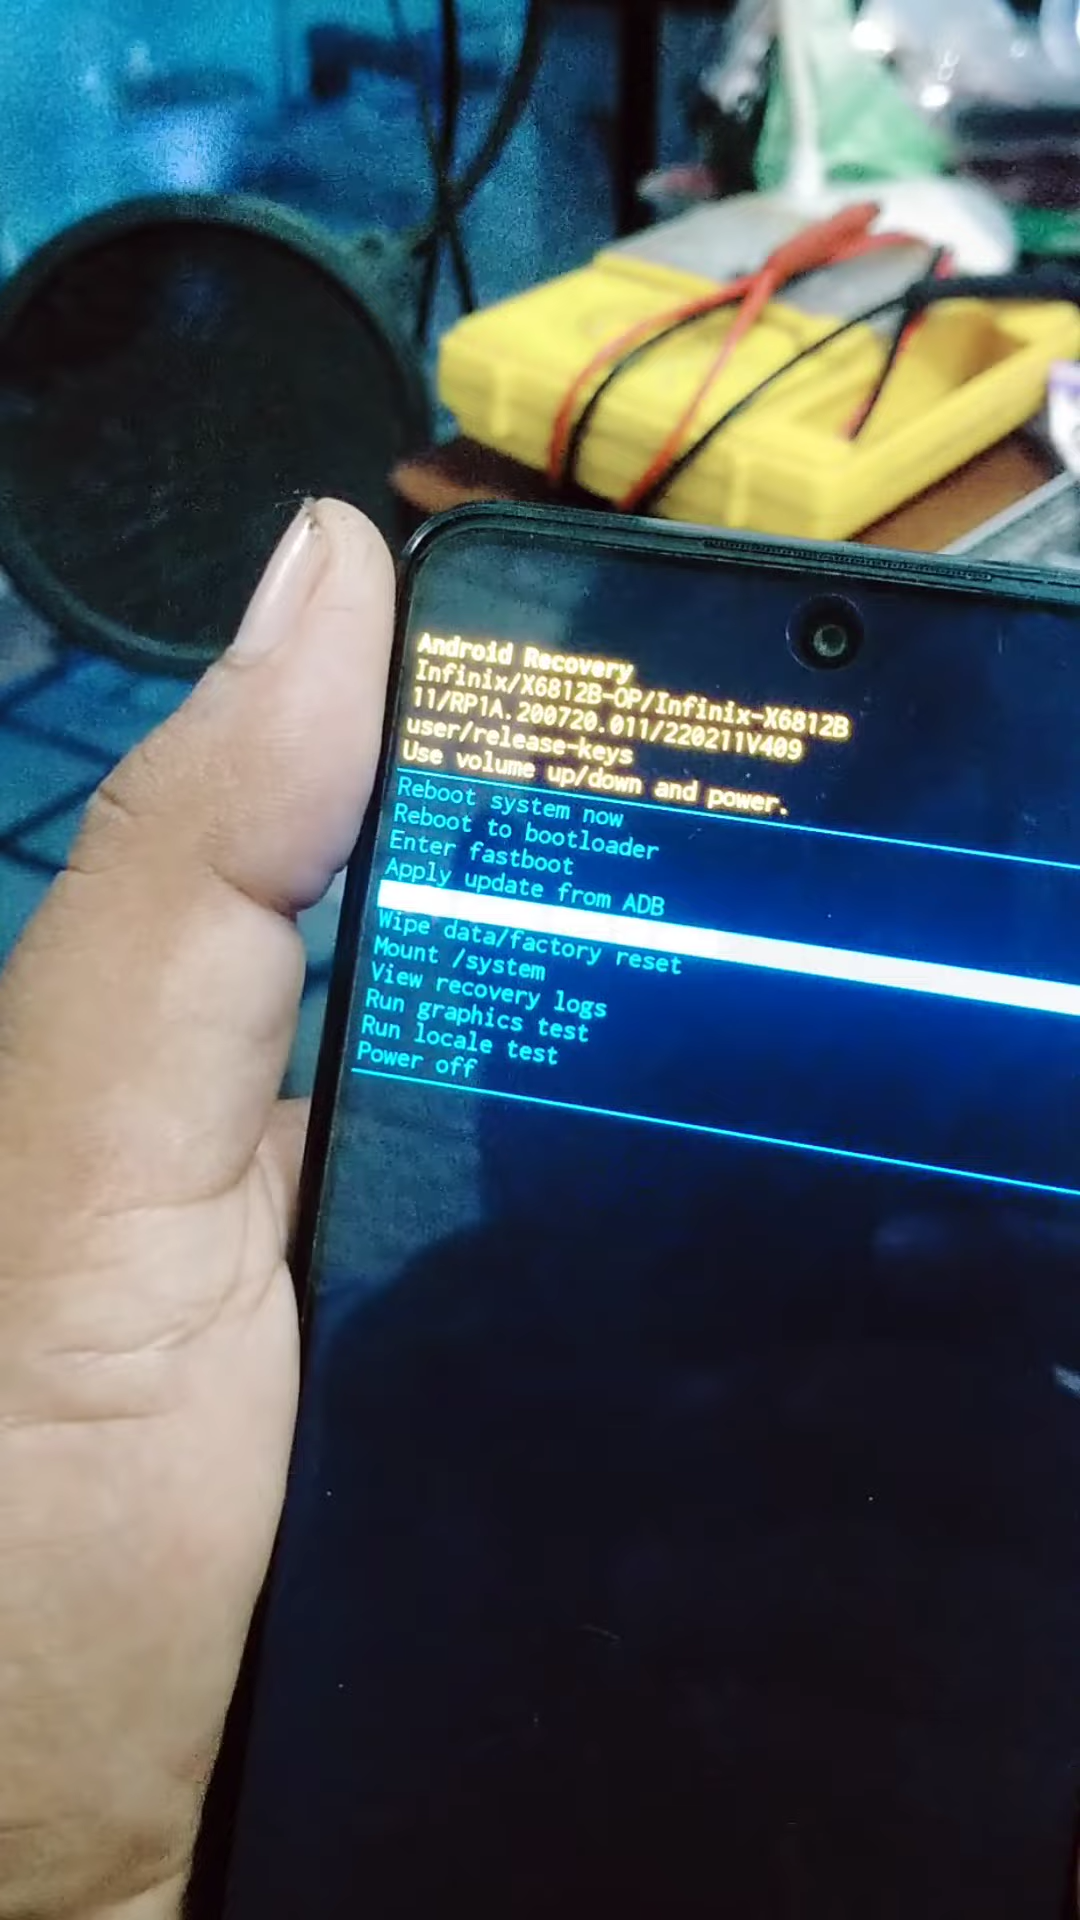 Android Recovery
Infinix/X6812B-OP/Infinix-X6812B
11/RP1A.200720.011/220211V409
user/release-keys
Use volume up/down and power.
Reboot system now
Reboot to bootloader
Enter fastboot
Apply update from ADB
Wipe data/factory reset
Mount /system
View recovery logs
Run graphics test
Run locale test
Power off